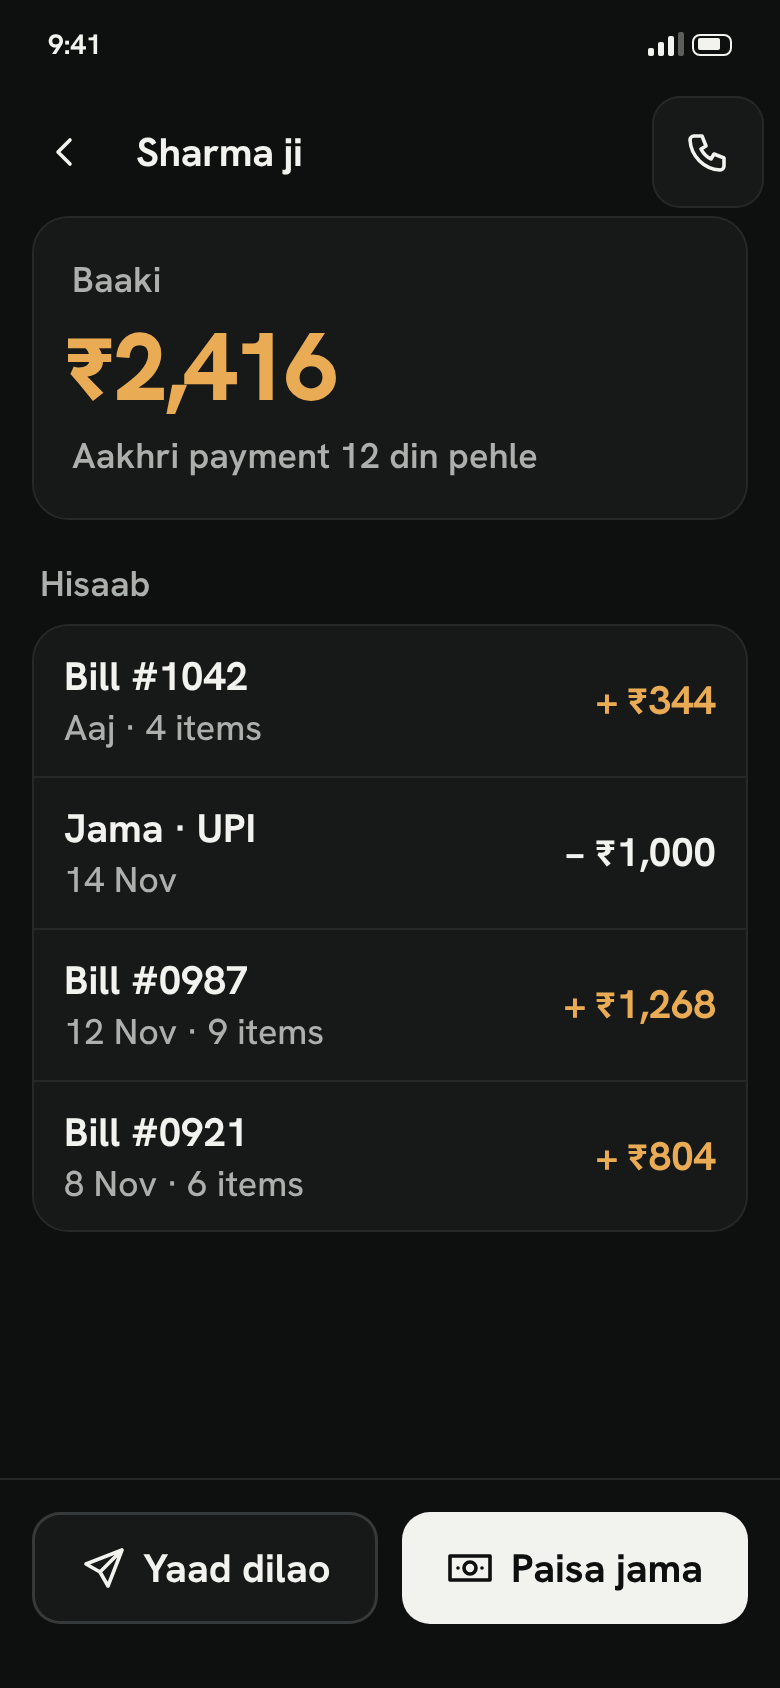 9:41
Sharma ji
Baaki
₹2,416
Aakhri payment 12 din pehle
Hisaab
Bill #1042
+ ₹344
Aaj · 4 items
Jama · UPI
– ₹1,000
14 Nov
Bill #0987
+ ₹1,268
12 Nov · 9 items
Bill #0921
+ ₹804
8 Nov · 6 items
Yaad dilao
Paisa jama